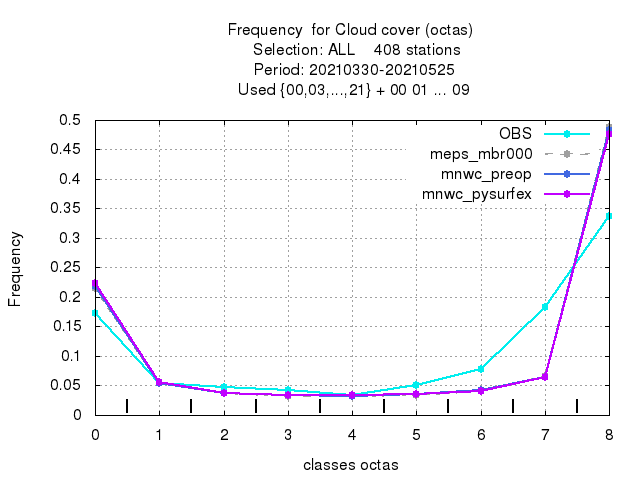 Frequency  for Cloud cover (octas)
Selection: ALL    408 stations
Period: 20210330-20210525
Used {00,03,...,21} + 00 01 ... 09
0.5
0.45
0.4
0.35
0.3
0.25
0.2
0.15
0.1
0.05
0
Frequency
OBS
meps_mbr000
mnwc_preop
mnwc_pysurfex
0 1 2 3 4 5 6 7 8
classes octas